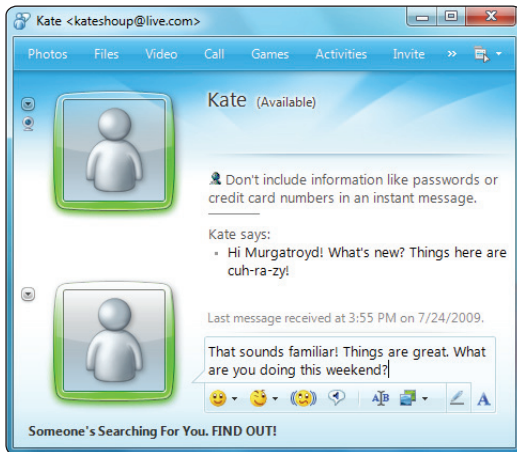 Kate <kateshoup@live.com>
Photos Files Video Call Games Activities Invite »
Kate (Available)
Don't include information like passwords or
credit card numbers in an instant message.
Kate says:
Hi Murgatroyd! What's new? Things here are
cuh-ra-zy!
Last message received at 3:55 PM on 7/24/2009.
That sounds familiar! Things are great. What
are you doing this weekend?
Someone's Searching For You. FIND OUT!